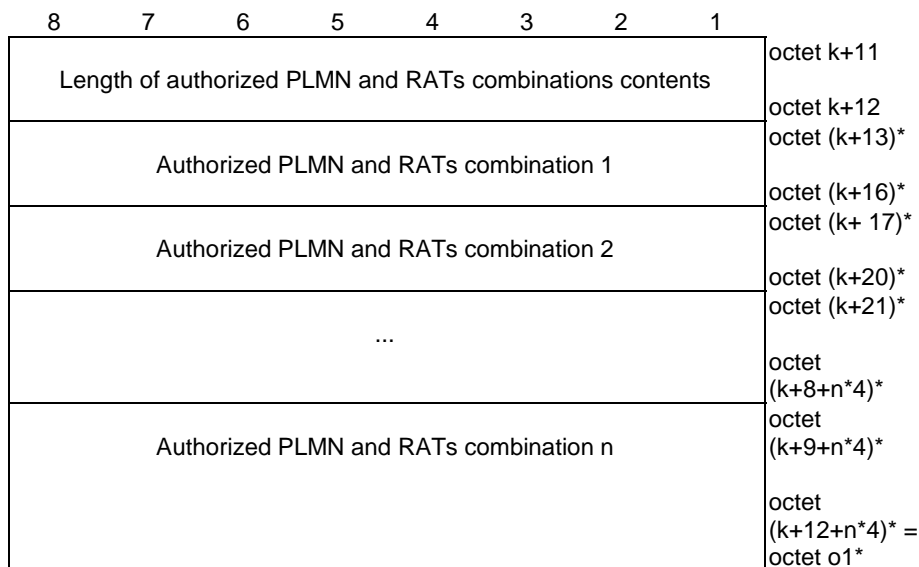 8 7 6 5 4 3 2 1
Length of authorized PLMN and RATs combinations contents
octet k+11
octet k+12
Authorized PLMN and RATs combination 1
octet (k+13)*
octet (k+16)*
Authorized PLMN and RATs combination 2
octet (k+ 17)*
octet (k+20)*
...
octet (k+21)*
octet
(k+8+n*4)*
Authorized PLMN and RATs combination n
octet
(k+9+n*4)*
octet
(k+12+n*4)* =
octet o1*